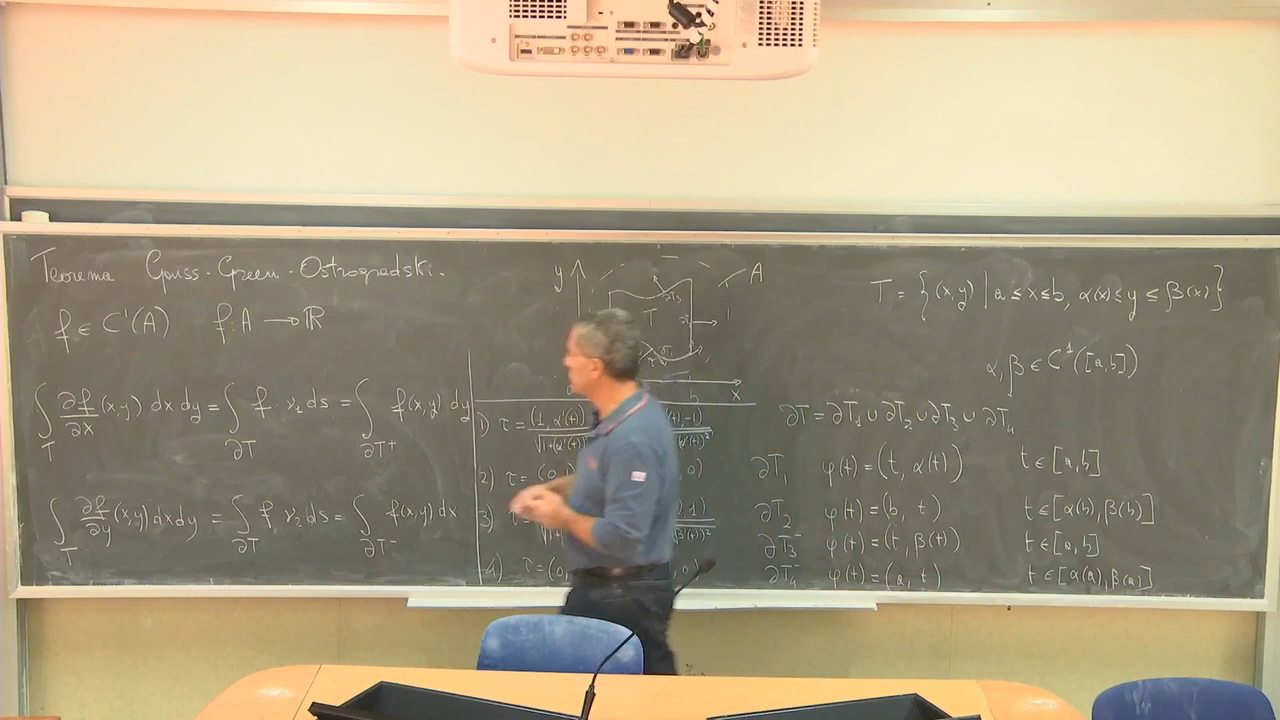 Teorema Gauss-Green-Ostrogradski.
f ∈ C¹(A)    f: A → ℝ
∫_T ∂f/∂x (x,y) dx dy = ∫_∂T f · ν₁ ds = ∫_∂T⁺ f(x,y) dy
∫_T ∂f/∂y (x,y) dx dy = ∫_∂T f ν₂ ds = ∫_∂T⁻ f(x,y) dx
y
A
∂T₃
T
x
b
1) τ = (1, α'(t)) / √1+(α'(t))²
2) τ = (0,
3)
4) τ = (0,
T = {(x,y) | a ≤ x ≤ b, α(x) ≤ y ≤ β(x)}
α, β ∈ C¹([a,b])
∂T = ∂T₁ ∪ ∂T₂ ∪ ∂T₃ ∪ ∂T₄
∂T₁    φ(t) = (t, α(t))    t ∈ [a,b]
∂T₂    φ(t) = (b, t)    t ∈ [α(b), β(b)]
∂T₃⁻    φ(t) = (t, β(t))    t ∈ [a,b]
∂T₄⁻    φ(t) = (a, t)    t ∈ [α(a), β(a)]